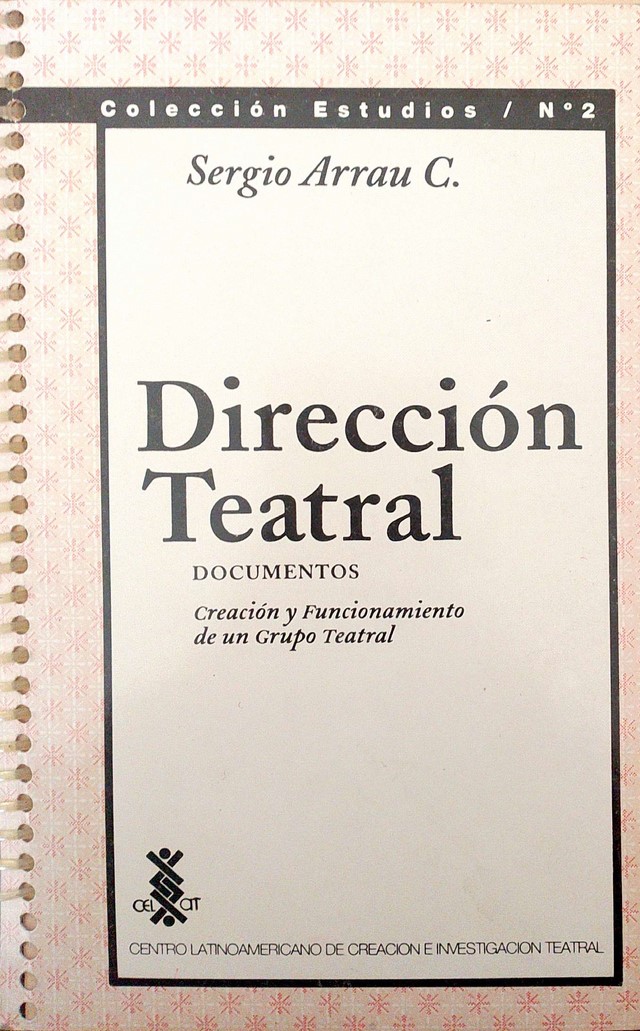 Colección Estudios / Nº2
Sergio Arrau C.
Dirección
Teatral
DOCUMENTOS
Creación y Funcionamiento
de un Grupo Teatral
CELCIT
CENTRO LATINOAMERICANO DE CREACION E INVESTIGACION TEATRAL